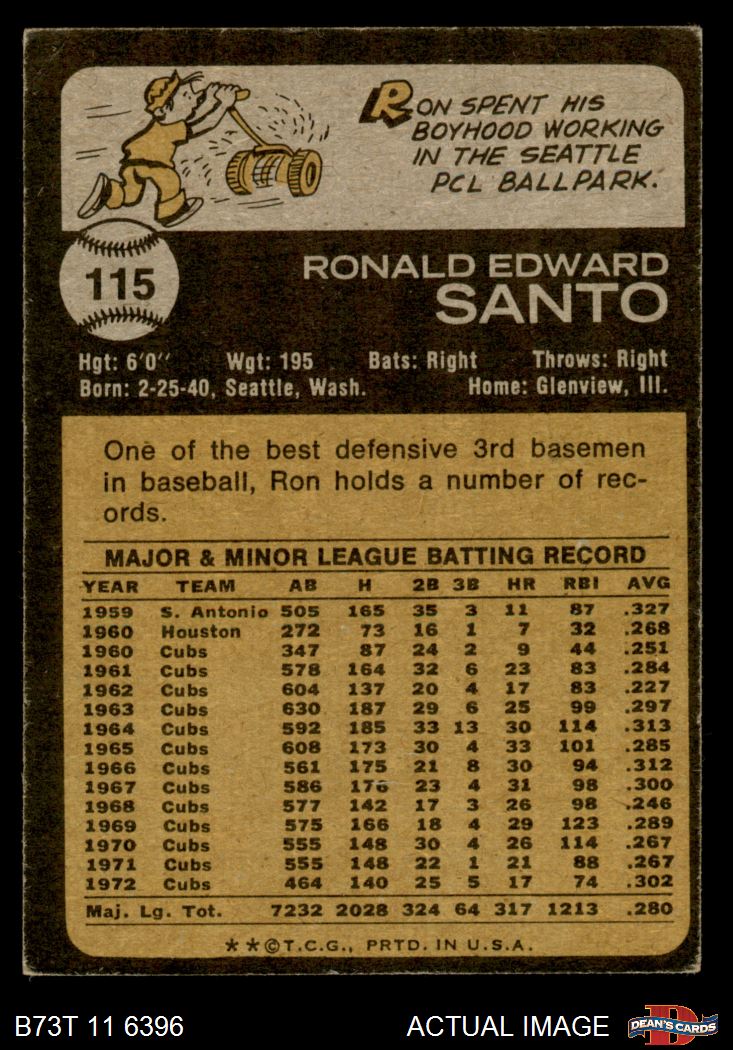 RON SPENT HIS
BOYHOOD WORKING
IN THE SEATTLE
PCL BALLPARK.
115
RONALD EDWARD
SANTO
Hgt: 6'0" Wgt: 195 Bats: Right Throws: Right
Born: 2-25-40, Seattle, Wash. Home: Glenview, Ill.
One of the best defensive 3rd basemen
in baseball, Ron holds a number of rec-
ords.
MAJOR & MINOR LEAGUE BATTING RECORD
YEAR TEAM AB H 2B 3B HR RBI AVG
1959 S. Antonio 505 165 35 3 11 87 .327
1960 Houston 272 73 16 1 7 32 .268
1960 Cubs 347 87 24 2 9 44 .251
1961 Cubs 578 164 32 6 23 83 .284
1962 Cubs 604 137 20 4 17 83 .227
1963 Cubs 630 187 29 6 25 99 .297
1964 Cubs 592 185 33 13 30 114 .313
1965 Cubs 608 173 30 4 33 101 .285
1966 Cubs 561 175 21 8 30 94 .312
1967 Cubs 586 176 23 4 31 98 .300
1968 Cubs 577 142 17 3 26 98 .246
1969 Cubs 575 166 18 4 29 123 .289
1970 Cubs 555 148 30 4 26 114 .267
1971 Cubs 555 148 22 1 21 88 .267
1972 Cubs 464 140 25 5 17 74 .302
Maj. Lg. Tot. 7232 2028 324 64 317 1213 .280
★★©T.C.G., PRTD. IN U.S.A.
B73T 11 6396 ACTUAL IMAGE D DEAN'S CARDS